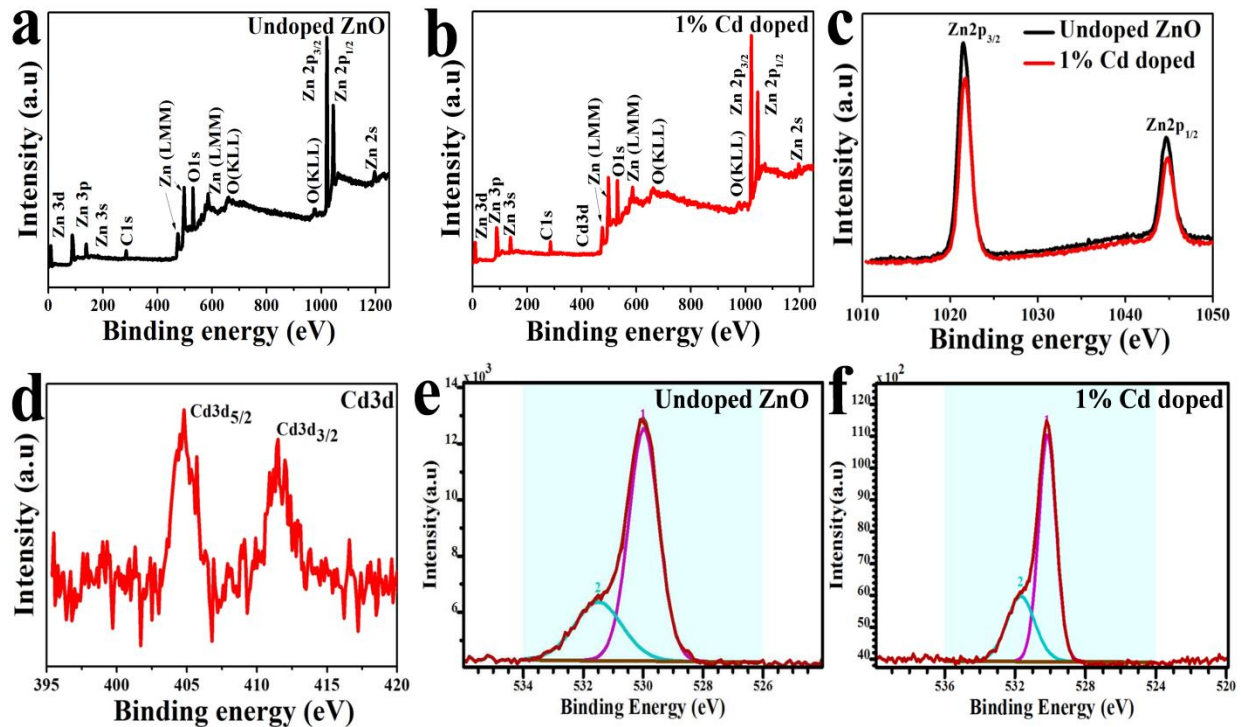 a
Undoped ZnO
Intensity (a.u)
Zn 3d
Zn 3p
Zn 3s
C1s
Zn (LMM)
O1s
Zn (LMM)
O(KLL)
O(KLL)
Zn 2p3/2
Zn 2p1/2
Zn 2s
0 200 400 600 800 1000 1200
Binding energy (eV)
b
1% Cd doped
Intensity (a.u)
Zn 3d
Zn 3p
Zn 3s
C1s
Cd3d
Zn (LMM)
O1s
Zn (LMM)
O(KLL)
O(KLL)
Zn 2p3/2
Zn 2p1/2
Zn 2s
0 200 400 600 800 1000 1200
Binding energy (eV)
c
Zn2p3/2
Undoped ZnO
1% Cd doped
Zn2p1/2
Intensity (a.u)
1010 1020 1030 1040 1050
Binding energy (eV)
d
Cd3d
Cd3d5/2
Cd3d3/2
Intensity (a.u)
395 400 405 410 415 420
Binding energy (eV)
e
x10³
Undoped ZnO
14
12
10
8
6
1
2
Intensity(a.u)
534 532 530 528 526
Binding Energy (eV)
f
x10²
1% Cd doped
120
110
100
90
80
70
60
50
40
1
2
Intensity(a.u)
536 532 528 524 520
Binding Energy (eV)